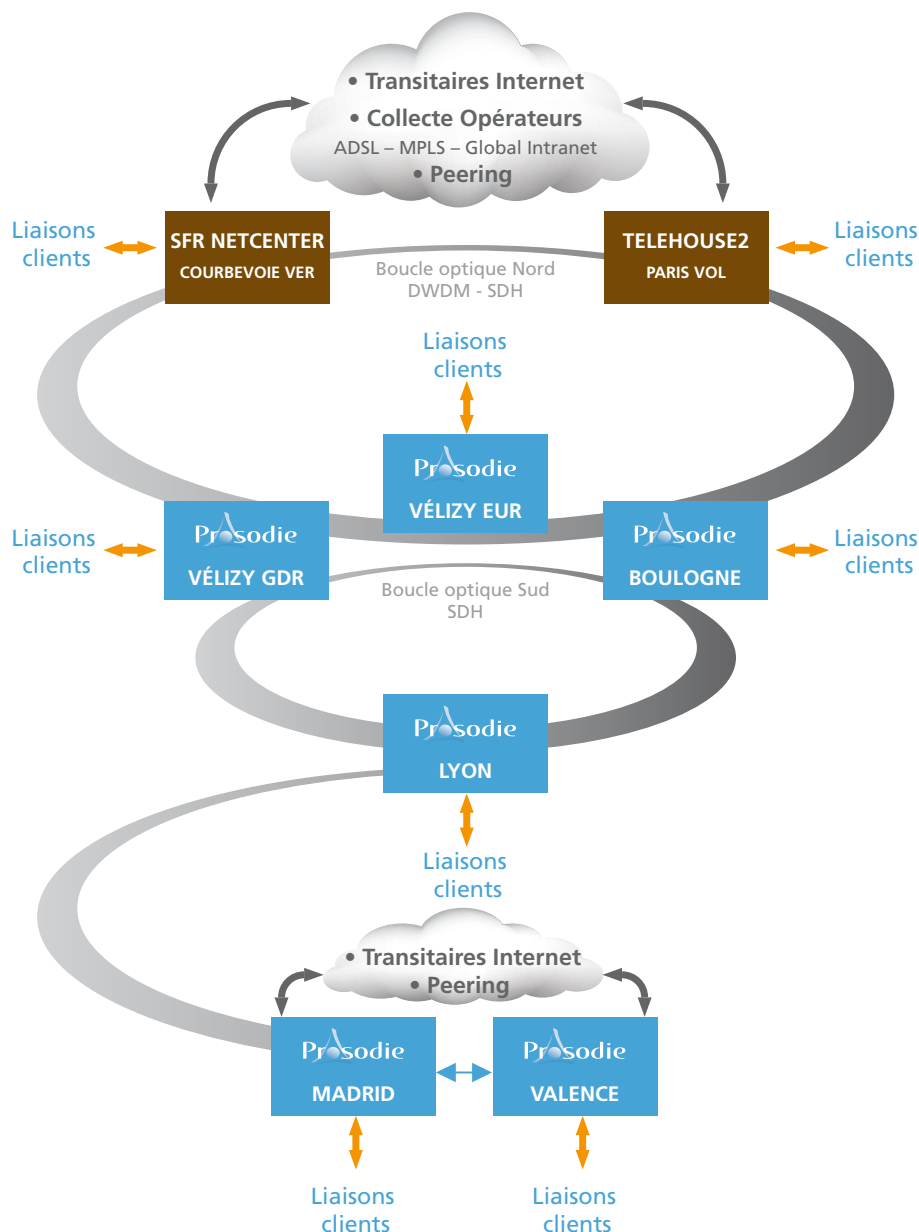 • Transitaires Internet
• Collecte Opérateurs
ADSL – MPLS – Global Intranet
• Peering
Liaisons
clients
SFR NETCENTER
COURBEVOIE VER
Boucle optique Nord
DWDM - SDH
TELEHOUSE2
PARIS VOL
Liaisons
clients
Liaisons
clients
Prosodie
VÉLIZY EUR
Liaisons
clients
Prosodie
VÉLIZY GDR
Prosodie
BOULOGNE
Liaisons
clients
Boucle optique Sud
SDH
Prosodie
LYON
Liaisons
clients
• Transitaires Internet
• Peering
Prosodie
MADRID
Prosodie
VALENCE
Liaisons
clients
Liaisons
clients